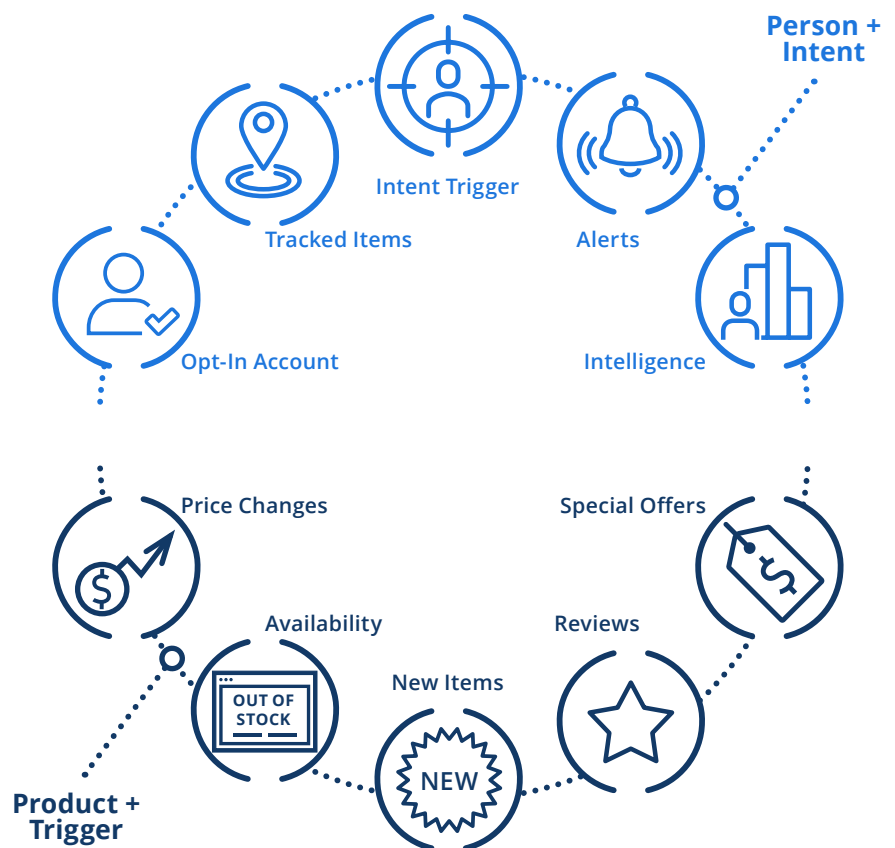 Person +
Intent
Intent Trigger
Tracked Items
Alerts
Opt-In Account
Intelligence
Price Changes
Special Offers
$
$
Availability
Reviews
OUT OF
STOCK
New Items
NEW
Product +
Trigger